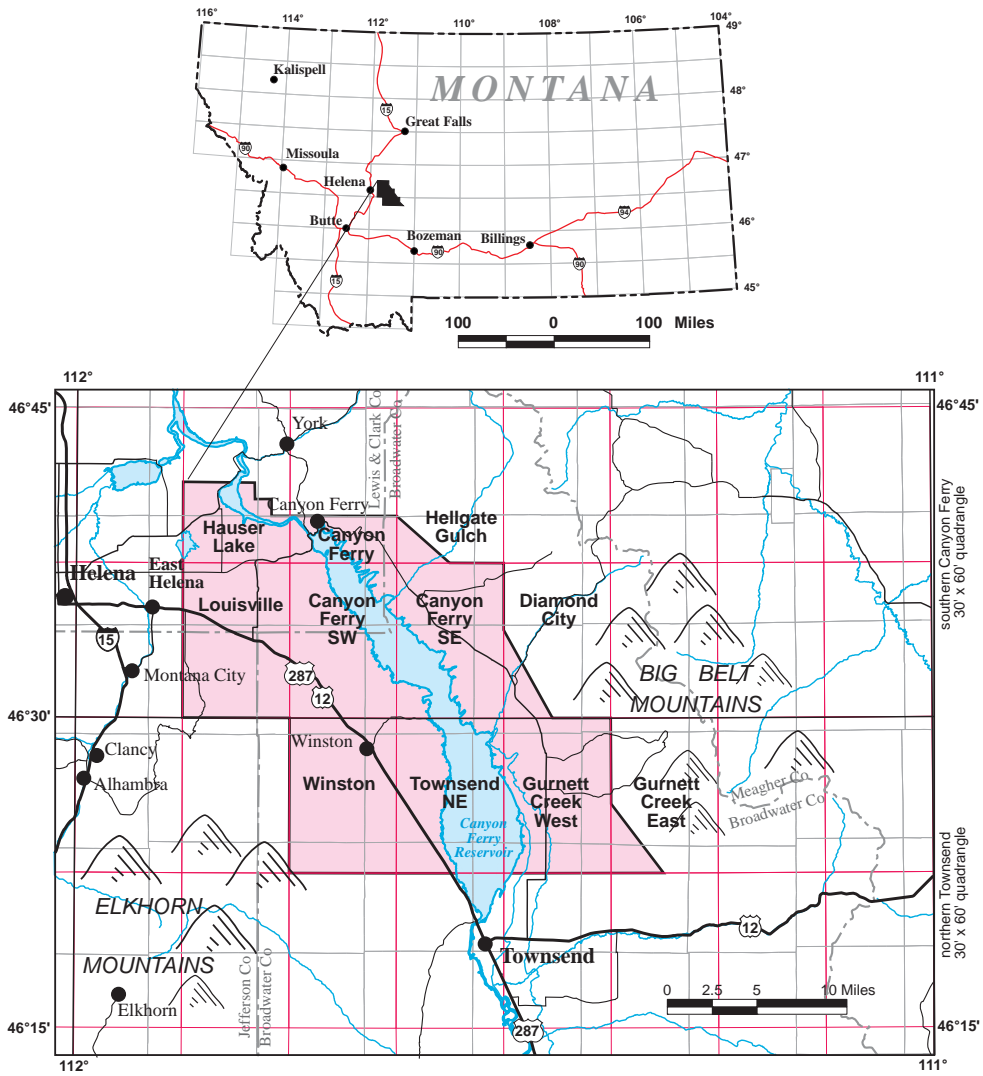 116°
114°
112°
110°
108°
106°
104°
49°
Kalispell
MONTANA
48°
15
Great Falls
90
Missoula
47°
Helena
94
46°
Butte
Bozeman
Billings
90
90
15
45°
100 0 100 Miles
112°
111°
46°45'
46°45'
York
Lewis & Clark Co
Broadwater Co
Canyon Ferry
Hauser
Lake
Canyon
Ferry
Hellgate
Gulch
southern Canyon Ferry
30' x 60' quadrangle
East
Helena
Helena
Louisville
Canyon
Ferry
SW
Canyon
Ferry
SE
Diamond
City
15
Montana City
287
12
BIG BELT
MOUNTAINS
46°30'
Winston
Clancy
Alhambra
Winston
Townsend
NE
Gurnett
Creek
West
Gurnett
Creek
East
Meagher Co
Broadwater Co
Canyon
Ferry
Reservoir
northern Townsend
30' x 60' quadrangle
ELKHORN
MOUNTAINS
12
Townsend
Elkhorn
Jefferson Co
Broadwater Co
0 2.5 5 10 Miles
287
46°15'
46°15'
112°
111°